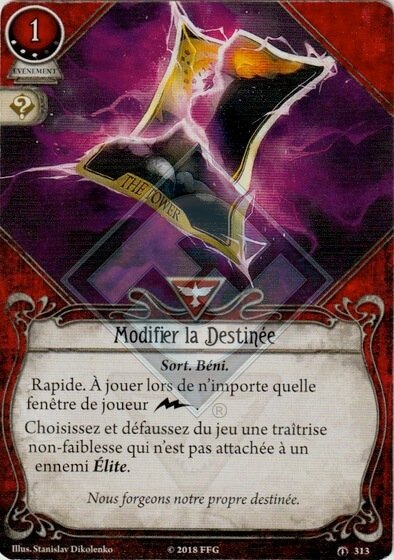 1
ÉVÉNEMENT
?
THE TOWER
Modifier la Destinée
Sort. Béni.
Rapide. À jouer lors de n'importe quelle
fenêtre de joueur .
Choisissez et défaussez du jeu une traîtrise
non-faiblesse qui n'est pas attachée à un
ennemi Élite.
®
Nous forgeons notre propre destinée.
Illus. Stanislav Dikolenko © 2018 FFG 313